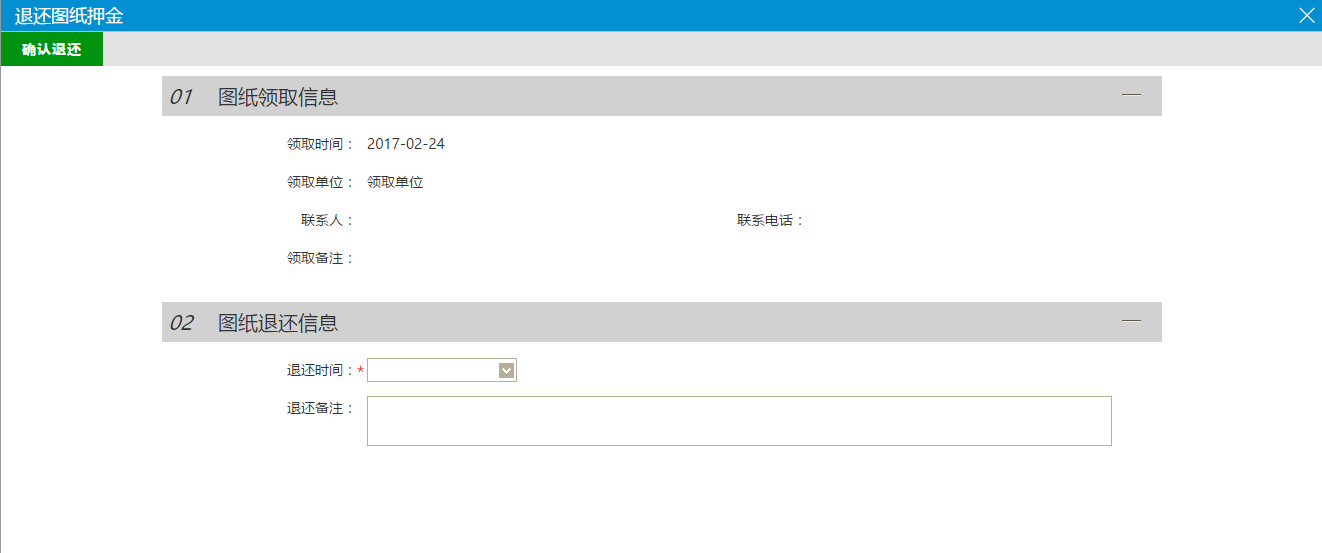 退还图纸押金
确认退还
01 图纸领取信息
领取时间： 2017-02-24
领取单位： 领取单位
联系人： 联系电话：
领取备注：
02 图纸退还信息
退还时间：*
退还备注：